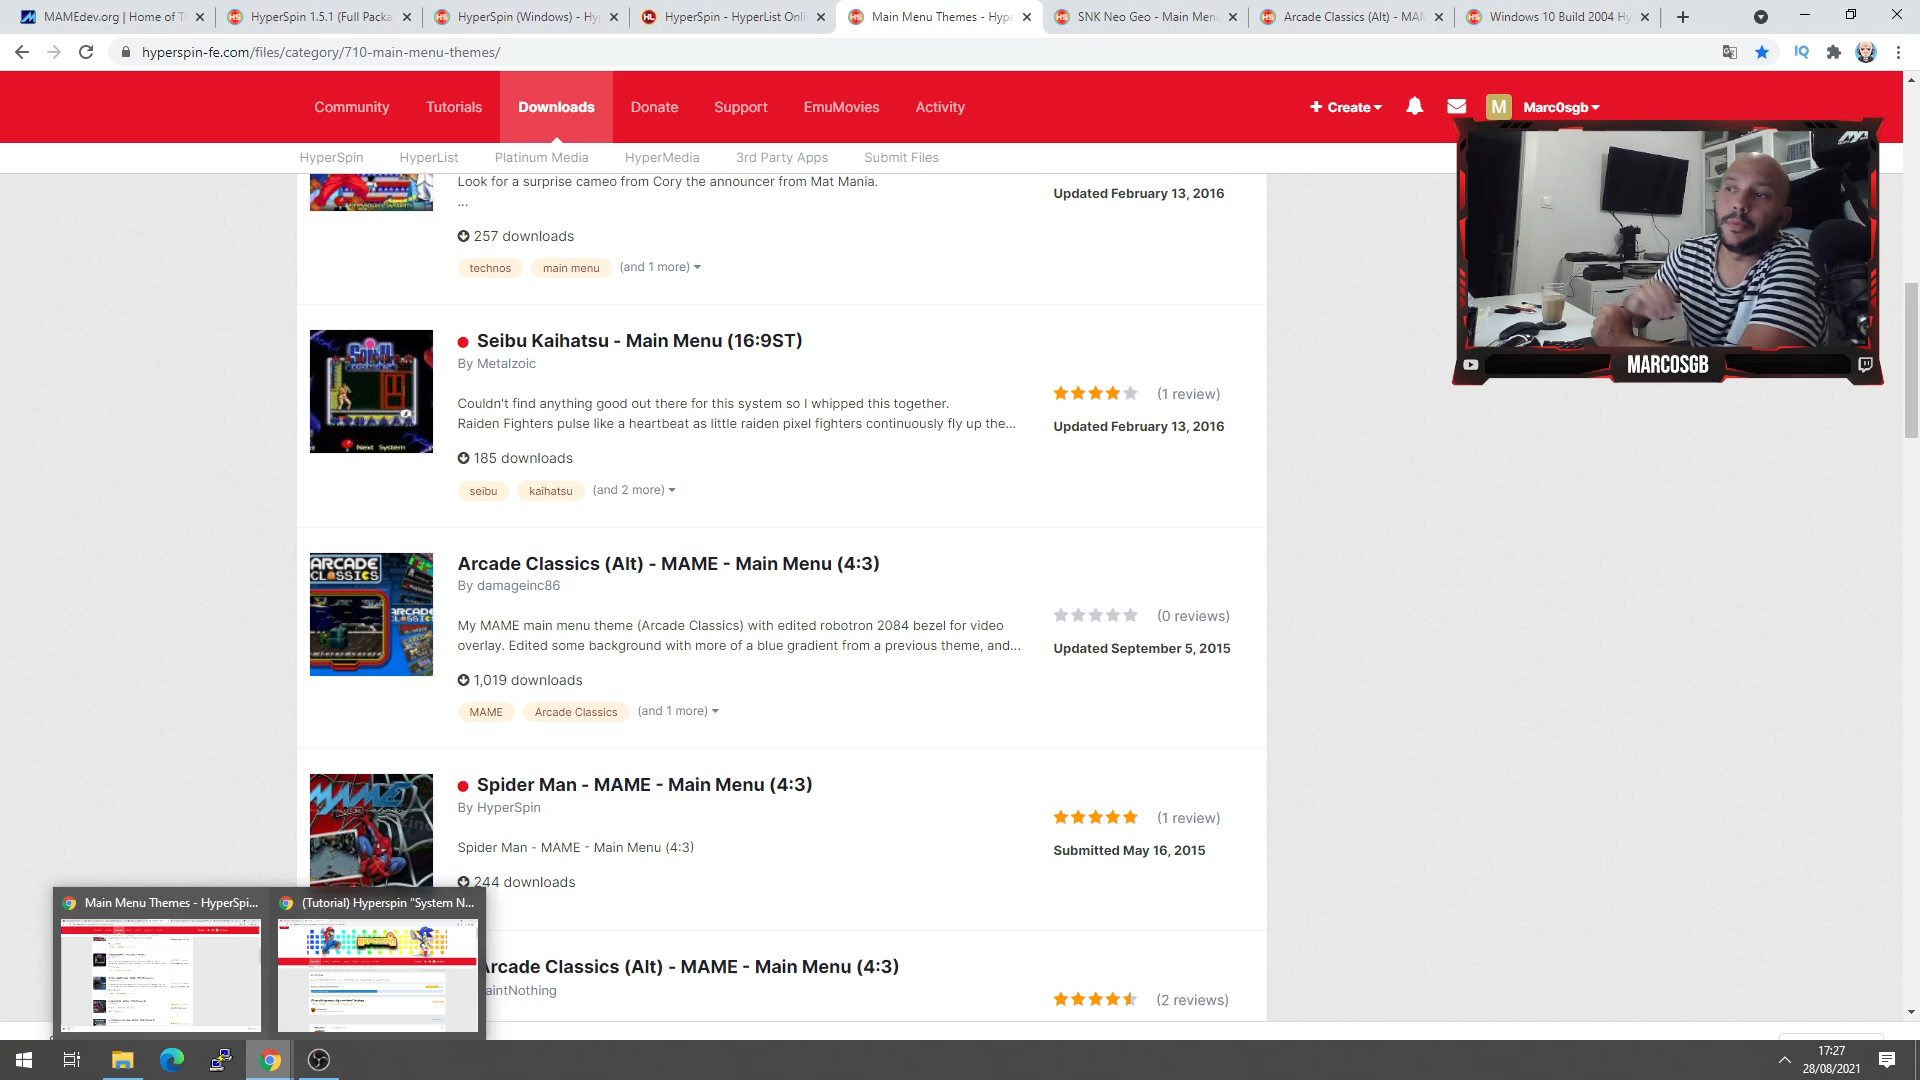 MAMEdev.org | Home of T
HyperSpin 1.5.1 (Full Packa
HyperSpin (Windows) - Hy
HyperSpin - HyperList Onli
Main Menu Themes - Hype
SNK Neo Geo - Main Menu
Arcade Classics (Alt) - MAM
Windows 10 Build 2004 Hy
hyperspin-fe.com/files/category/710-main-menu-themes/
Community
Tutorials
Downloads
Donate
Support
EmuMovies
Activity
Create
M
Marc0sgb
HyperSpin
HyperList
Platinum Media
HyperMedia
3rd Party Apps
Submit Files
Look for a surprise cameo from Cory the announcer from Mat Mania.
...
Updated February 13, 2016
257 downloads
technos
main menu
(and 1 more)
Seibu Kaihatsu - Main Menu (16:9ST)
By Metalzoic
Couldn't find anything good out there for this system so I whipped this together.
Raiden Fighters pulse like a heartbeat as little raiden pixel fighters continuously fly up the...
(1 review)
Updated February 13, 2016
185 downloads
seibu
kaihatsu
(and 2 more)
Next System
ARCADE
CLASSICS
Arcade Classics (Alt) - MAME - Main Menu (4:3)
By damageinc86
My MAME main menu theme (Arcade Classics) with edited robotron 2084 bezel for video
overlay. Edited some background with more of a blue gradient from a previous theme, and...
(0 reviews)
Updated September 5, 2015
1,019 downloads
MAME
Arcade Classics
(and 1 more)
MAME
Spider Man - MAME - Main Menu (4:3)
By HyperSpin
Spider Man - MAME - Main Menu (4:3)
(1 review)
Submitted May 16, 2015
244 downloads
Main Menu Themes - HyperSpi...
(Tutorial) Hyperspin "System N...
Arcade Classics (Alt) - MAME - Main Menu (4:3)
aintNothing
(2 reviews)
MARCOSGB
17:27
28/08/2021